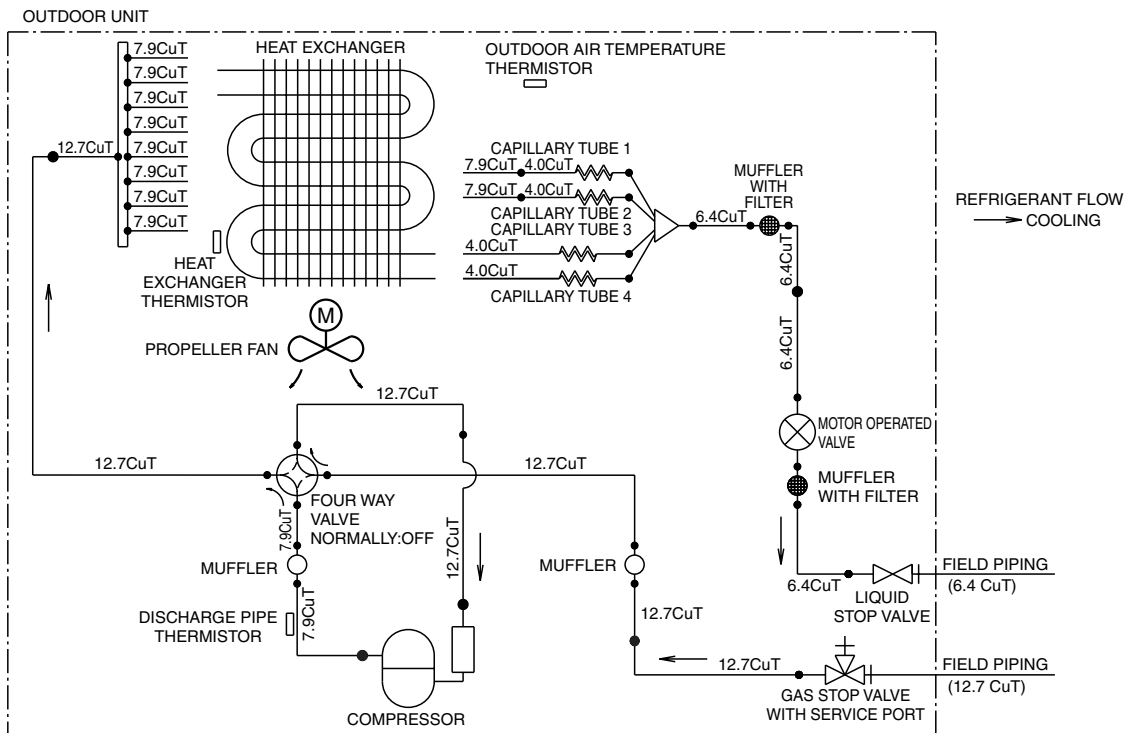 OUTDOOR UNIT
7.9CuT
7.9CuT
7.9CuT
7.9CuT
7.9CuT
7.9CuT
7.9CuT
7.9CuT
12.7CuT
HEAT EXCHANGER
OUTDOOR AIR TEMPERATURE
THERMISTOR
CAPILLARY TUBE 1
7.9CuT
4.0CuT
7.9CuT
4.0CuT
CAPILLARY TUBE 2
CAPILLARY TUBE 3
4.0CuT
4.0CuT
CAPILLARY TUBE 4
6.4CuT
MUFFLER
WITH
FILTER
6.4CuT
6.4CuT
REFRIGERANT FLOW
COOLING
HEAT
EXCHANGER
THERMISTOR
M
PROPELLER FAN
12.7CuT
MOTOR OPERATED
VALVE
MUFFLER
WITH FILTER
12.7CuT
12.7CuT
FOUR WAY
VALVE
NORMALLY:OFF
7.9CuT
12.7CuT
MUFFLER
MUFFLER
6.4CuT
LIQUID
STOP VALVE
FIELD PIPING
(6.4 CuT)
DISCHARGE PIPE
THERMISTOR
7.9CuT
12.7CuT
12.7CuT
FIELD PIPING
(12.7 CuT)
GAS STOP VALVE
WITH SERVICE PORT
COMPRESSOR